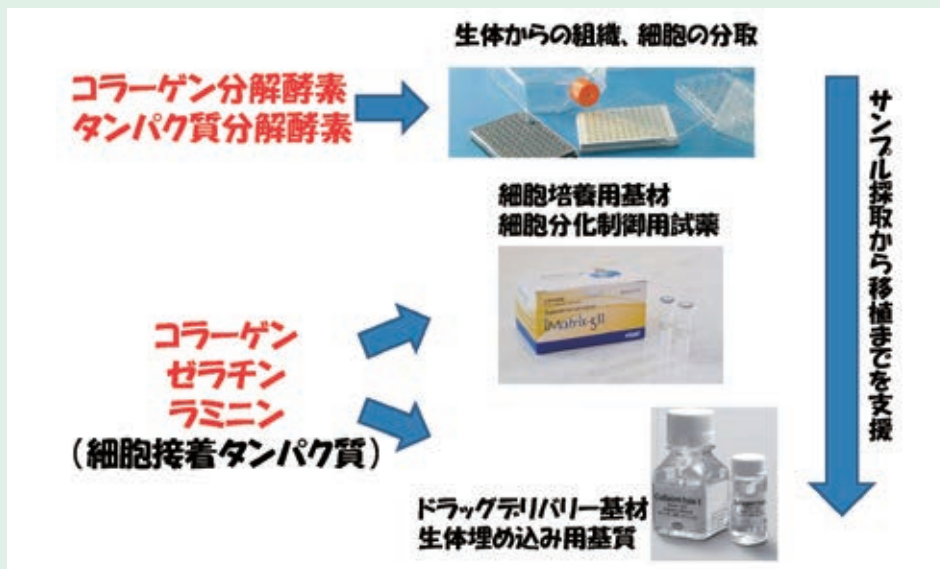 生体からの組織、細胞の分取
コラーゲン分解酵素
タンパク質分解酵素
細胞培養用基材
細胞分化制御用試薬
iMatrix-511
コラーゲン
ゼラチン
ラミニン
(細胞接着タンパク質)
ドラッグデリバリー基材
生体埋め込み用基質
サンプル採取から移植までを支援